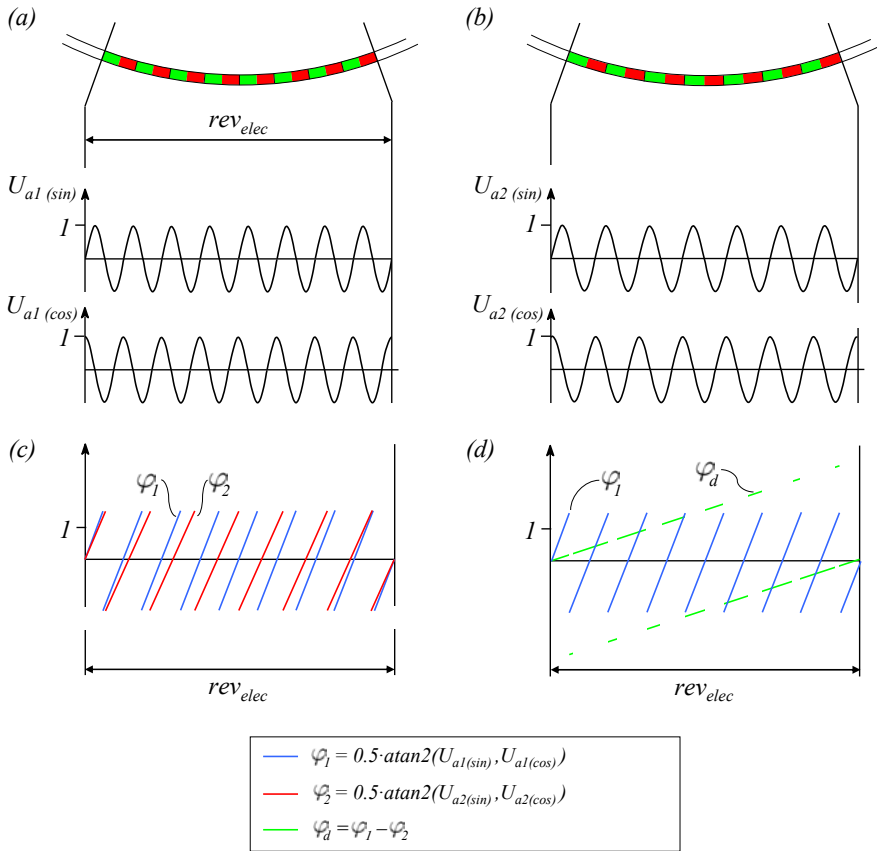 (a)
(b)
rev_elec
U_a1 (sin)
1
U_a2 (sin)
1
U_a1 (cos)
1
U_a2 (cos)
1
(c)
(d)
φ_1
φ_2
1
φ_1
φ_d
1
rev_elec
rev_elec
φ_1 = 0.5·atan2(U_a1(sin) ,U_a1(cos))
φ_2 = 0.5·atan2(U_a2(sin) ,U_a2(cos))
φ_d = φ_1 − φ_2